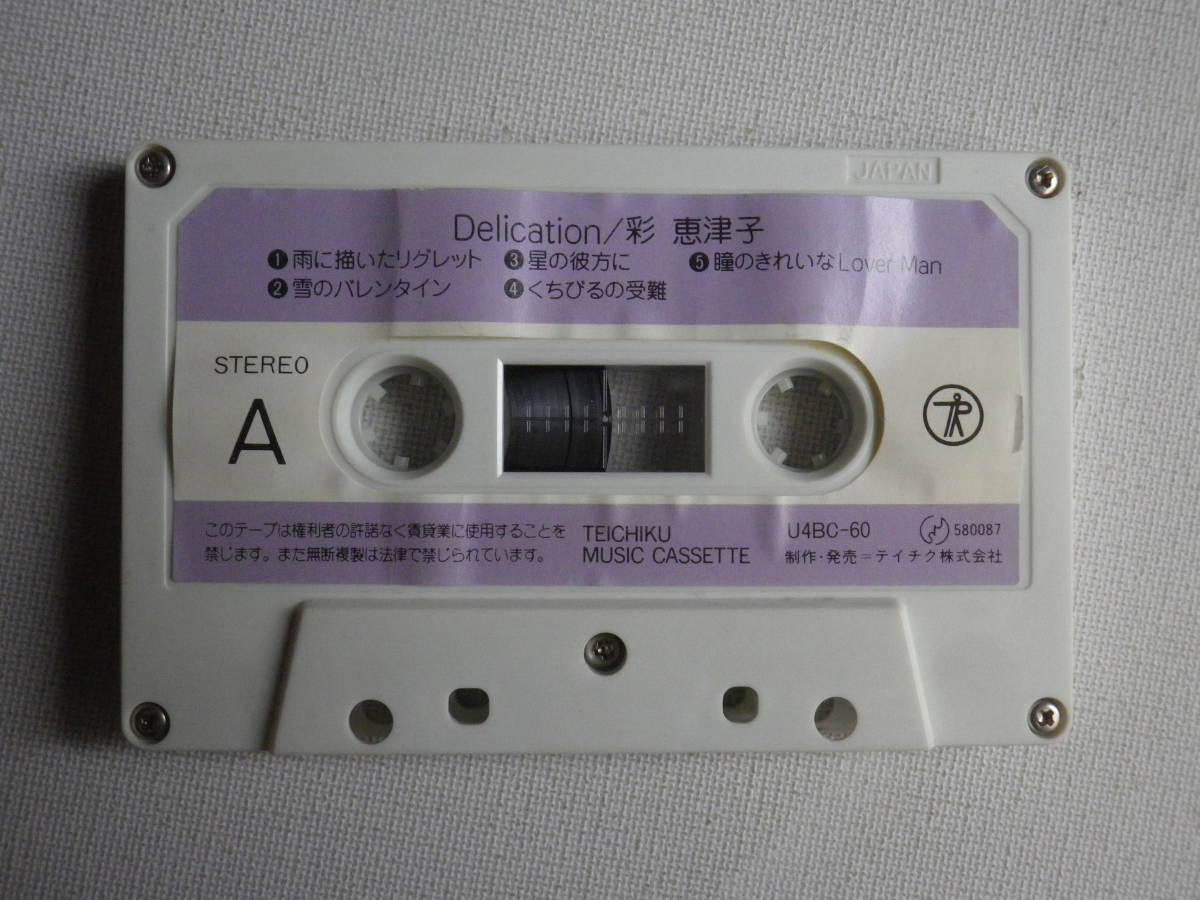 JAPAN
Delication/彩 恵津子
❶雨に描いたリグレット ❸星の彼方に ❺瞳のきれいなLover Man
❷雪のバレンタイン ❹くちびるの受難
STEREO
A
このテープは権利者の許諾なく賃貸業に使用することを
禁じます。また無断複製は法律で禁じられています。
TEICHIKU
MUSIC CASSETTE
U4BC-60 580087
制作・発売=テイチク株式会社